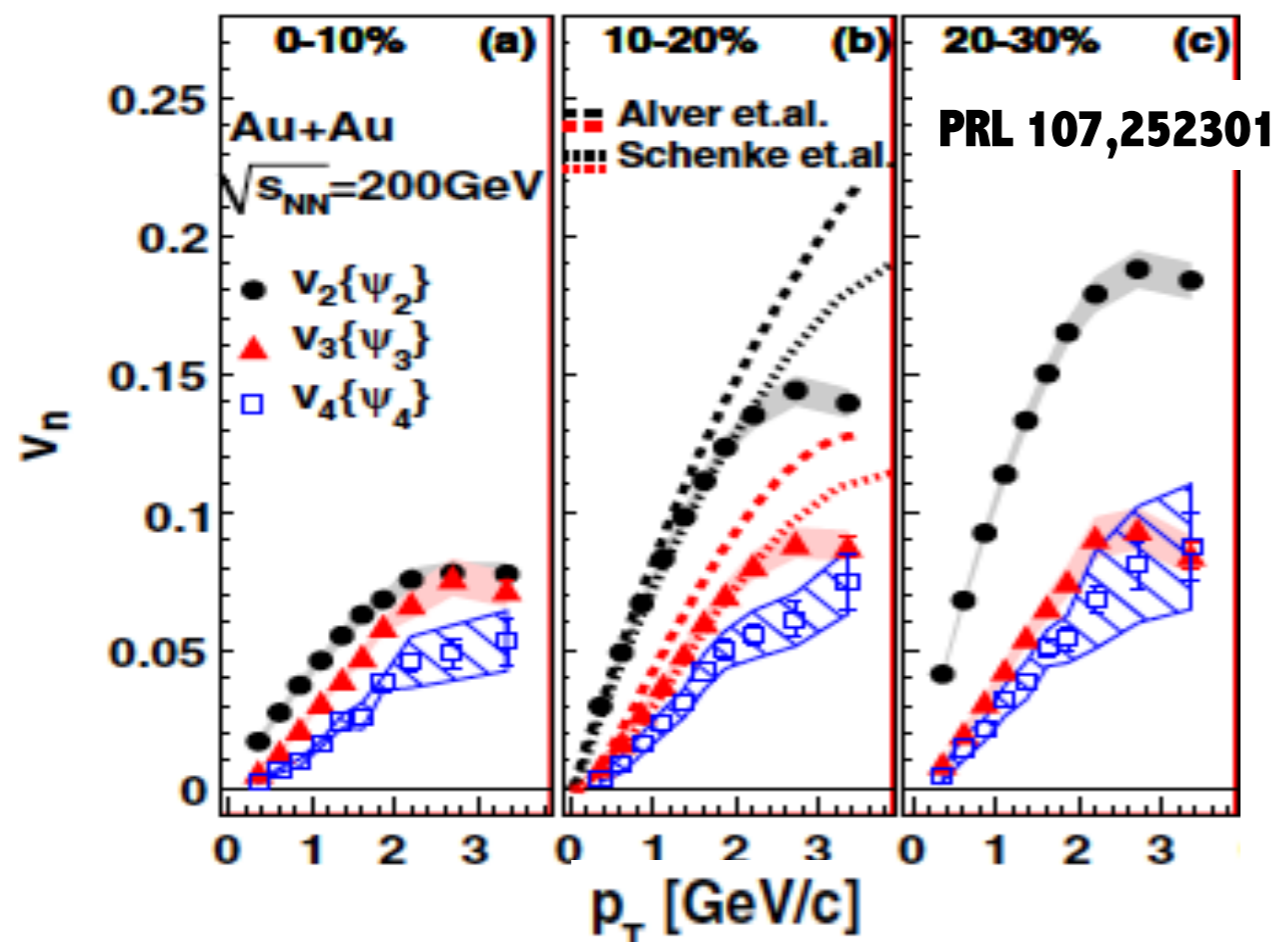 0-10% (a)
10-20% (b)
20-30% (c)
Au+Au
√sNN=200GeV
v2{ψ2}
v3{ψ3}
v4{ψ4}
Alver et.al.
Schenke et.al.
PRL 107,252301
vn
0.25
0.2
0.15
0.1
0.05
0
0 1 2 3
0 1 2 3
0 1 2 3
pT [GeV/c]